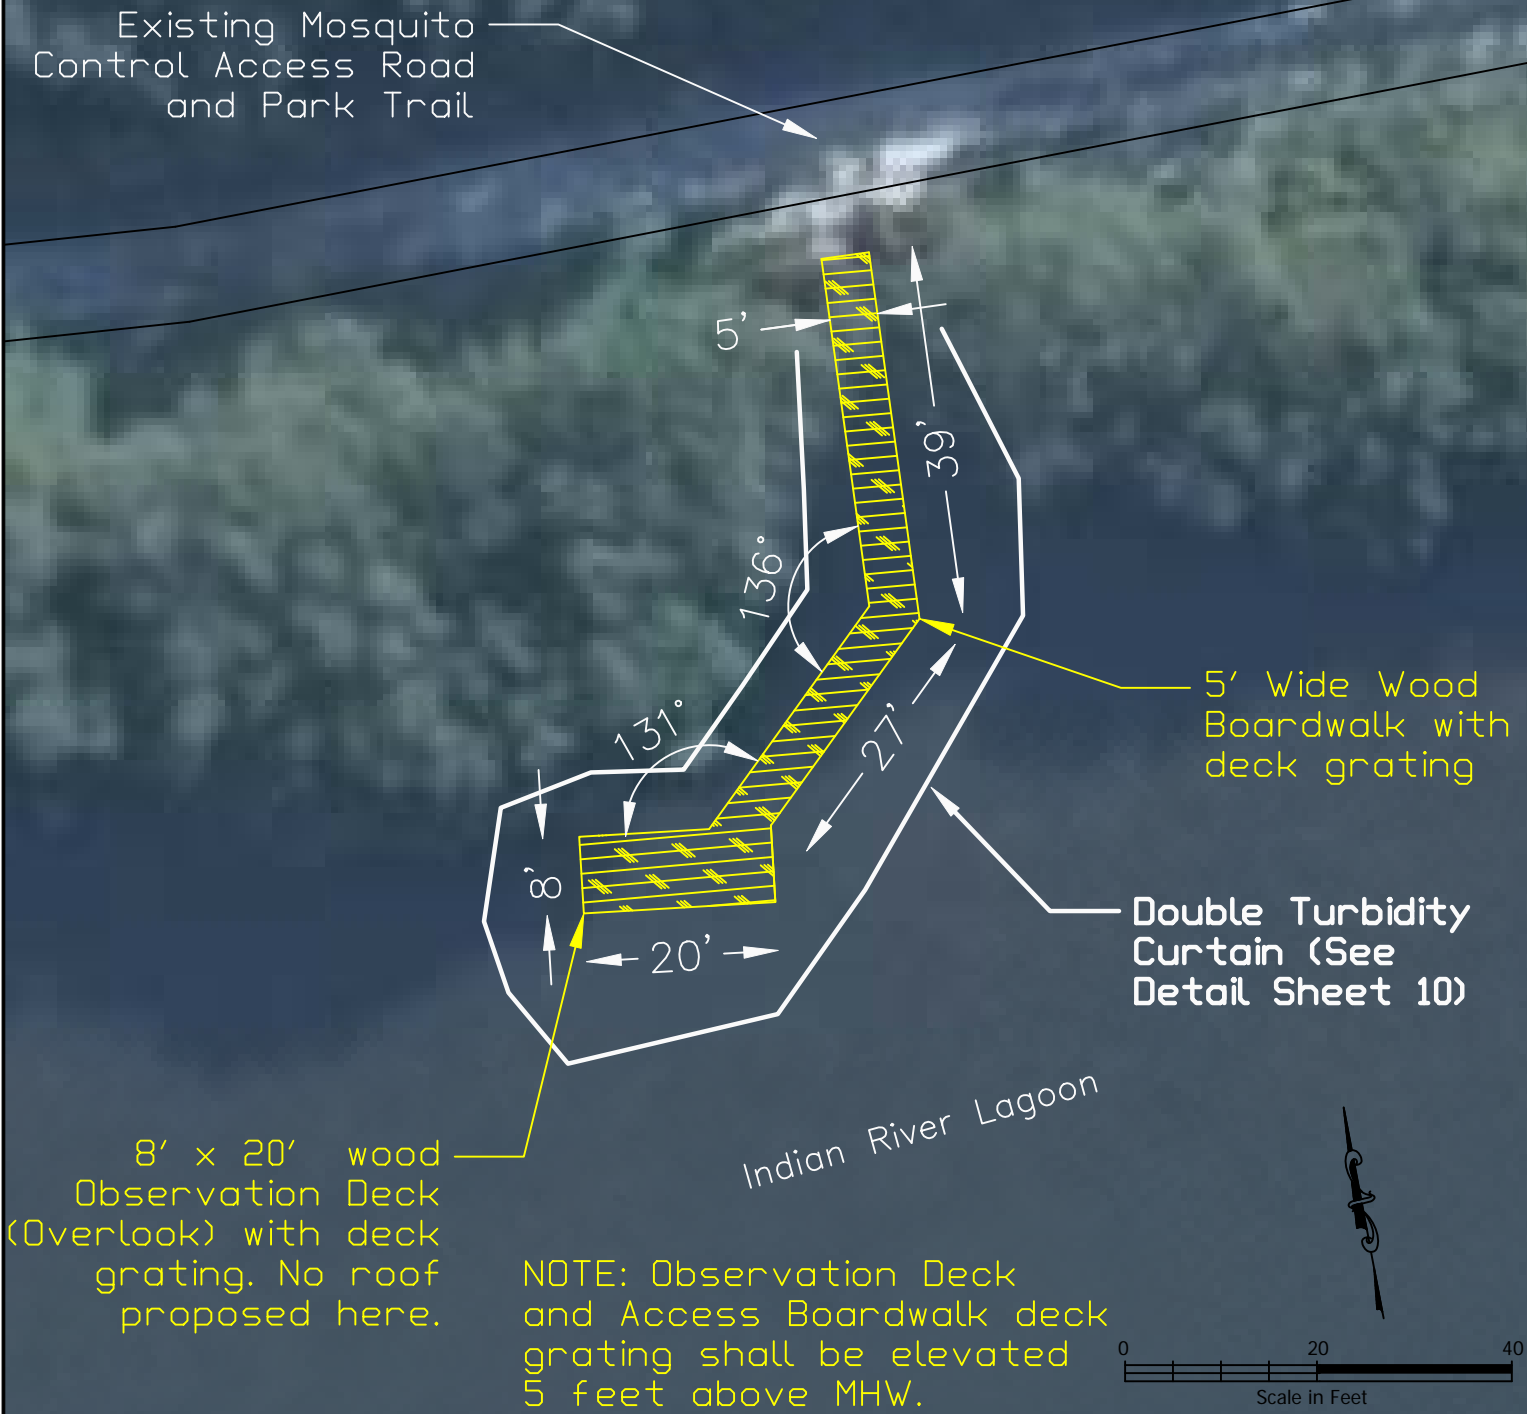 Existing Mosquito
Control Access Road
and Park Trail
5'
39'
136°
131°
27'
5' Wide Wood
Boardwalk with
deck grating
8'
20'
Double Turbidity
Curtain (See
Detail Sheet 10)
Indian River Lagoon
8' x 20' wood
Observation Deck
(Overlook) with deck
grating. No roof
proposed here.
NOTE: Observation Deck
and Access Boardwalk deck
grating shall be elevated
5 feet above MHW.
0 20 40
Scale in Feet